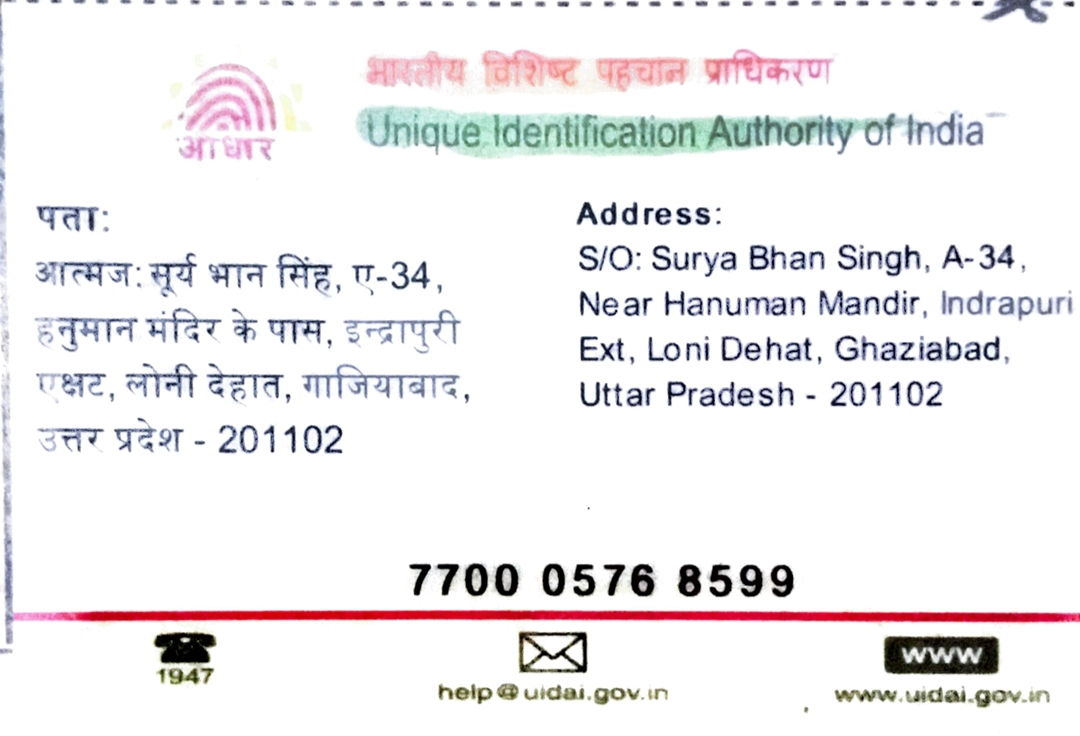 भारतीय विशिष्ट पहचान प्राधिकरण
Unique Identification Authority of India
आधार
पता:
आत्मज: सूर्य भान सिंह, ए-34,
हनुमान मंदिर के पास, इन्द्रापुरी
एक्षट, लोनी देहात, गाजियाबाद,
उत्तर प्रदेश - 201102
Address:
S/O: Surya Bhan Singh, A-34,
Near Hanuman Mandir, Indrapuri
Ext, Loni Dehat, Ghaziabad,
Uttar Pradesh - 201102
7700 0576 8599
1947
help@uidai.gov.in
www
www.uidai.gov.in